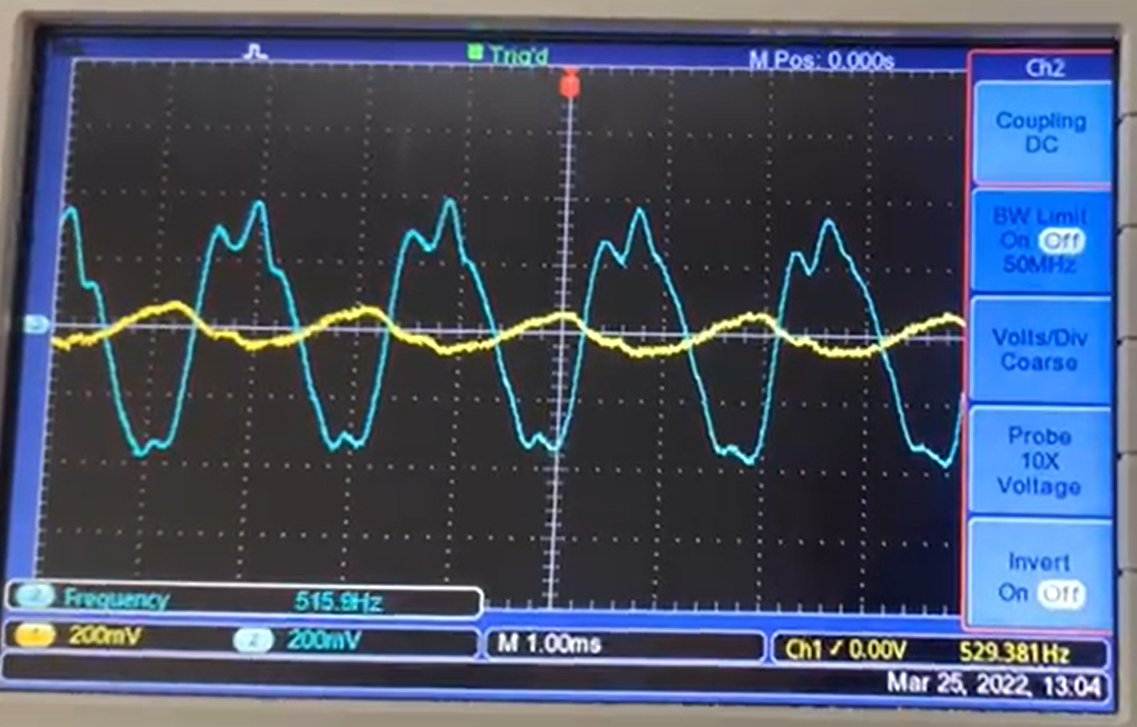 Trig'd
M Pos: 0.000s
Ch2
Coupling
DC
BW Limit
On Off
50MHz
Volts/Div
Coarse
Probe
10X
Voltage
Invert
On Off
2 Frequency 515.9Hz
1 200mV 2 200mV M 1.00ms Ch1 / 0.00V 529.381Hz
Mar 25, 2022, 13:04